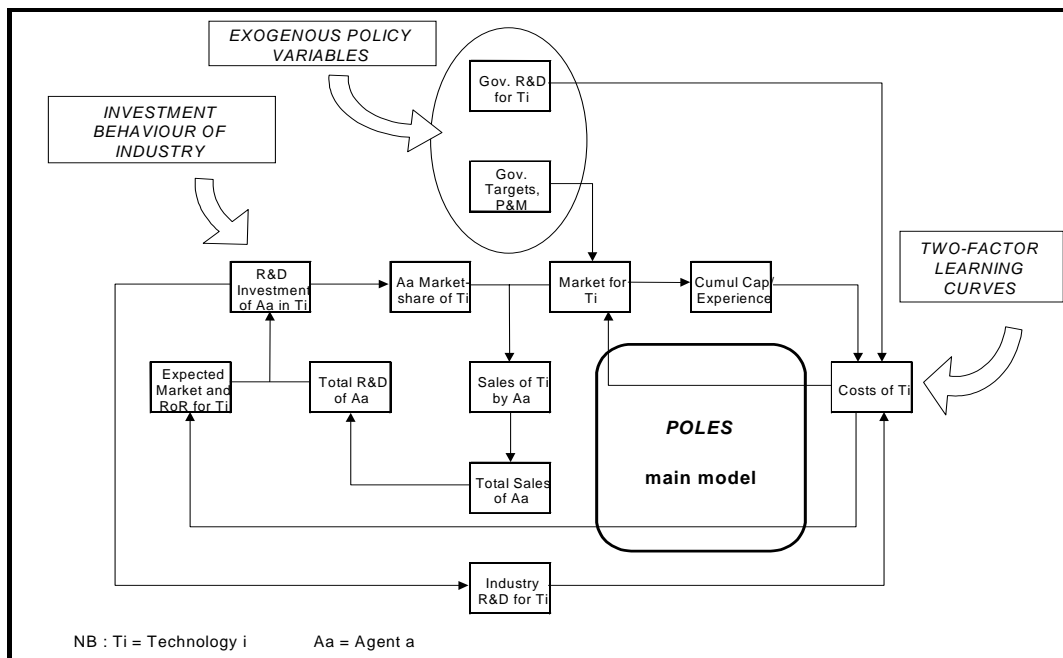 EXOGENOUS POLICY
VARIABLES
Gov. R&D
for Ti
INVESTMENT
BEHAVIOUR OF
INDUSTRY
Gov.
Targets,
P&M
TWO-FACTOR
LEARNING
CURVES
R&D
Investment
of Aa in Ti
Aa Market-
share of Ti
Market for
Ti
Cumul Cap/
Experience
Expected
Market and
RoR for Ti
Total R&D
of Aa
Sales of Ti
by Aa
Costs of Ti
POLES
main model
Total Sales
of Aa
Industry
R&D for Ti
NB : Ti = Technology i Aa = Agent a